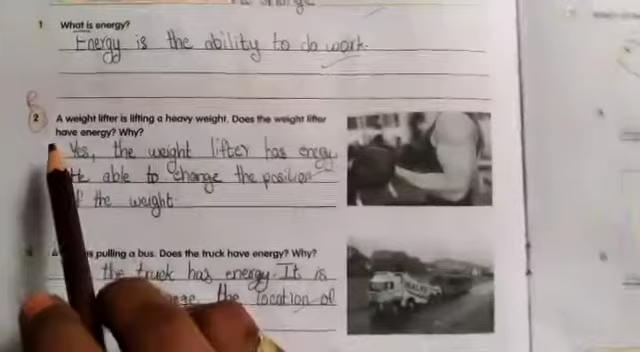 1 What is energy?
Energy is the ability to do work.
2 A weight lifter is lifting a heavy weight. Does the weight lifter
have energy? Why?
Yes, the weight lifter has enrgy.
able to change the position
the weight.
is pulling a bus. Does the truck have energy? Why?
the truck has energy. It is
the location of